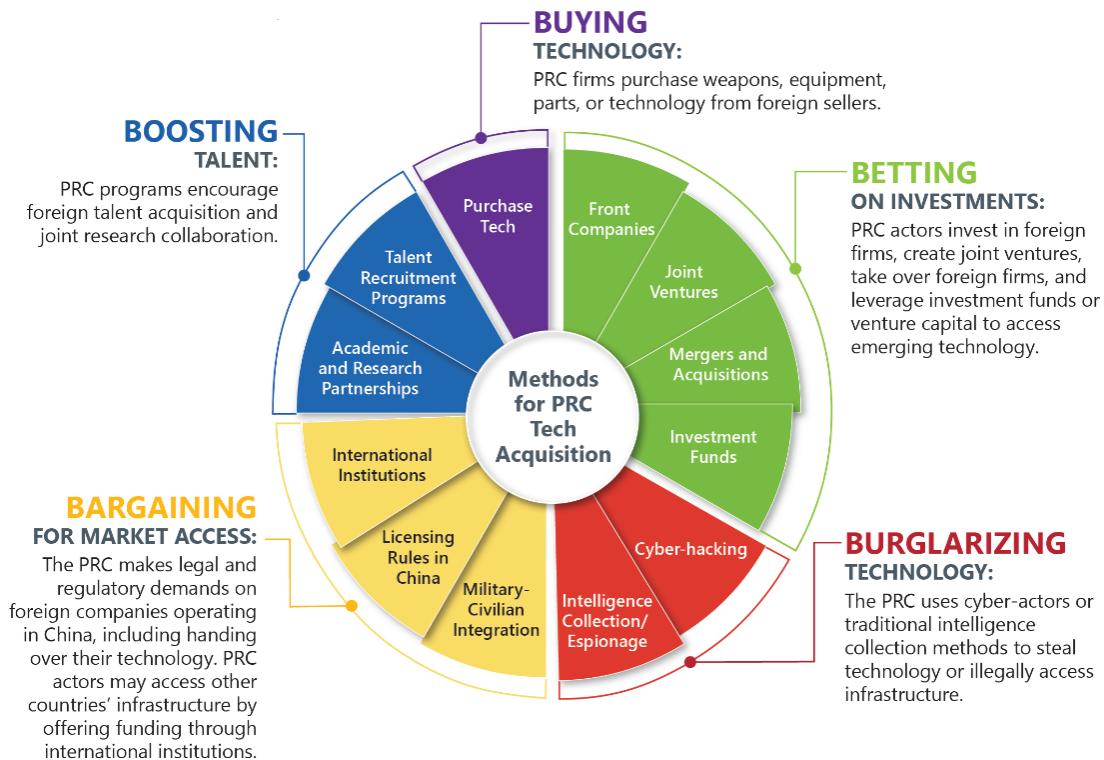 BUYING
TECHNOLOGY:
PRC firms purchase weapons, equipment,
parts, or technology from foreign sellers.
BOOSTING
TALENT:
PRC programs encourage
foreign talent acquisition and
joint research collaboration.
BETTING
ON INVESTMENTS:
PRC actors invest in foreign
firms, create joint ventures,
take over foreign firms, and
leverage investment funds or
venture capital to access
emerging technology.
Purchase
Tech
Front
Companies
Talent
Recruitment
Programs
Joint
Ventures
Academic
and Research
Partnerships
Mergers and
Acquisitions
Methods
for PRC
Tech
Acquisition
International
Institutions
Investment
Funds
Licensing
Rules in
China
Cyber-hacking
Military-
Civilian
Integration
Intelligence
Collection/
Espionage
BARGAINING
FOR MARKET ACCESS:
The PRC makes legal and
regulatory demands on
foreign companies operating
in China, including handing
over their technology. PRC
actors may access other
countries’ infrastructure by
offering funding through
international institutions.
BURGLARIZING
TECHNOLOGY:
The PRC uses cyber-actors or
traditional intelligence
collection methods to steal
technology or illegally access
infrastructure.